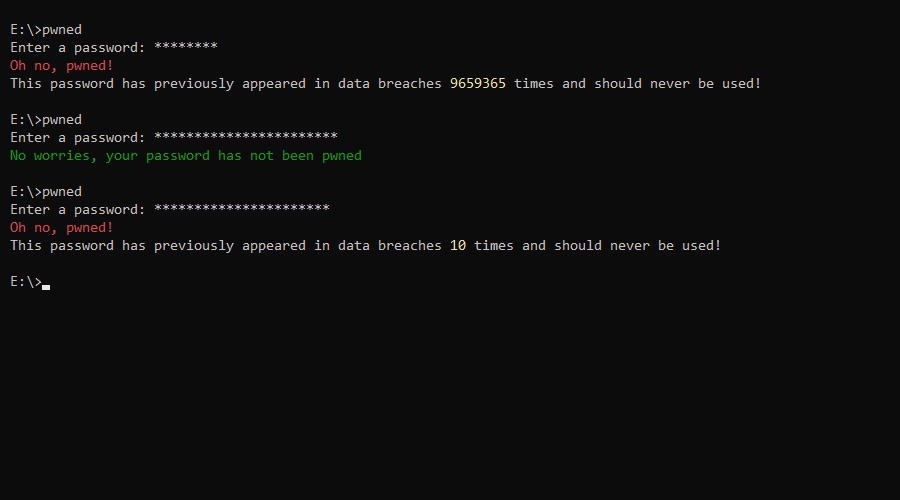 E:\>pwned
Enter a password: ********
Oh no, pwned!
This password has previously appeared in data breaches 9659365 times and should never be used!
E:\>pwned
Enter a password: ***********************
No worries, your password has not been pwned
E:\>pwned
Enter a password: **********************
Oh no, pwned!
This password has previously appeared in data breaches 10 times and should never be used!
E:\>